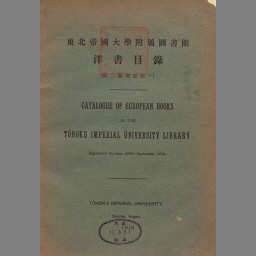 東北帝國大學附屬圖書館
洋書目錄
CATALOGUE OF EUROPEAN BOOKS
IN THE
TÔHOKU IMPERIAL UNIVERSITY LIBRARY
TÔHOKU IMPERIAL UNIVERSITY,
Sendai, Japan.